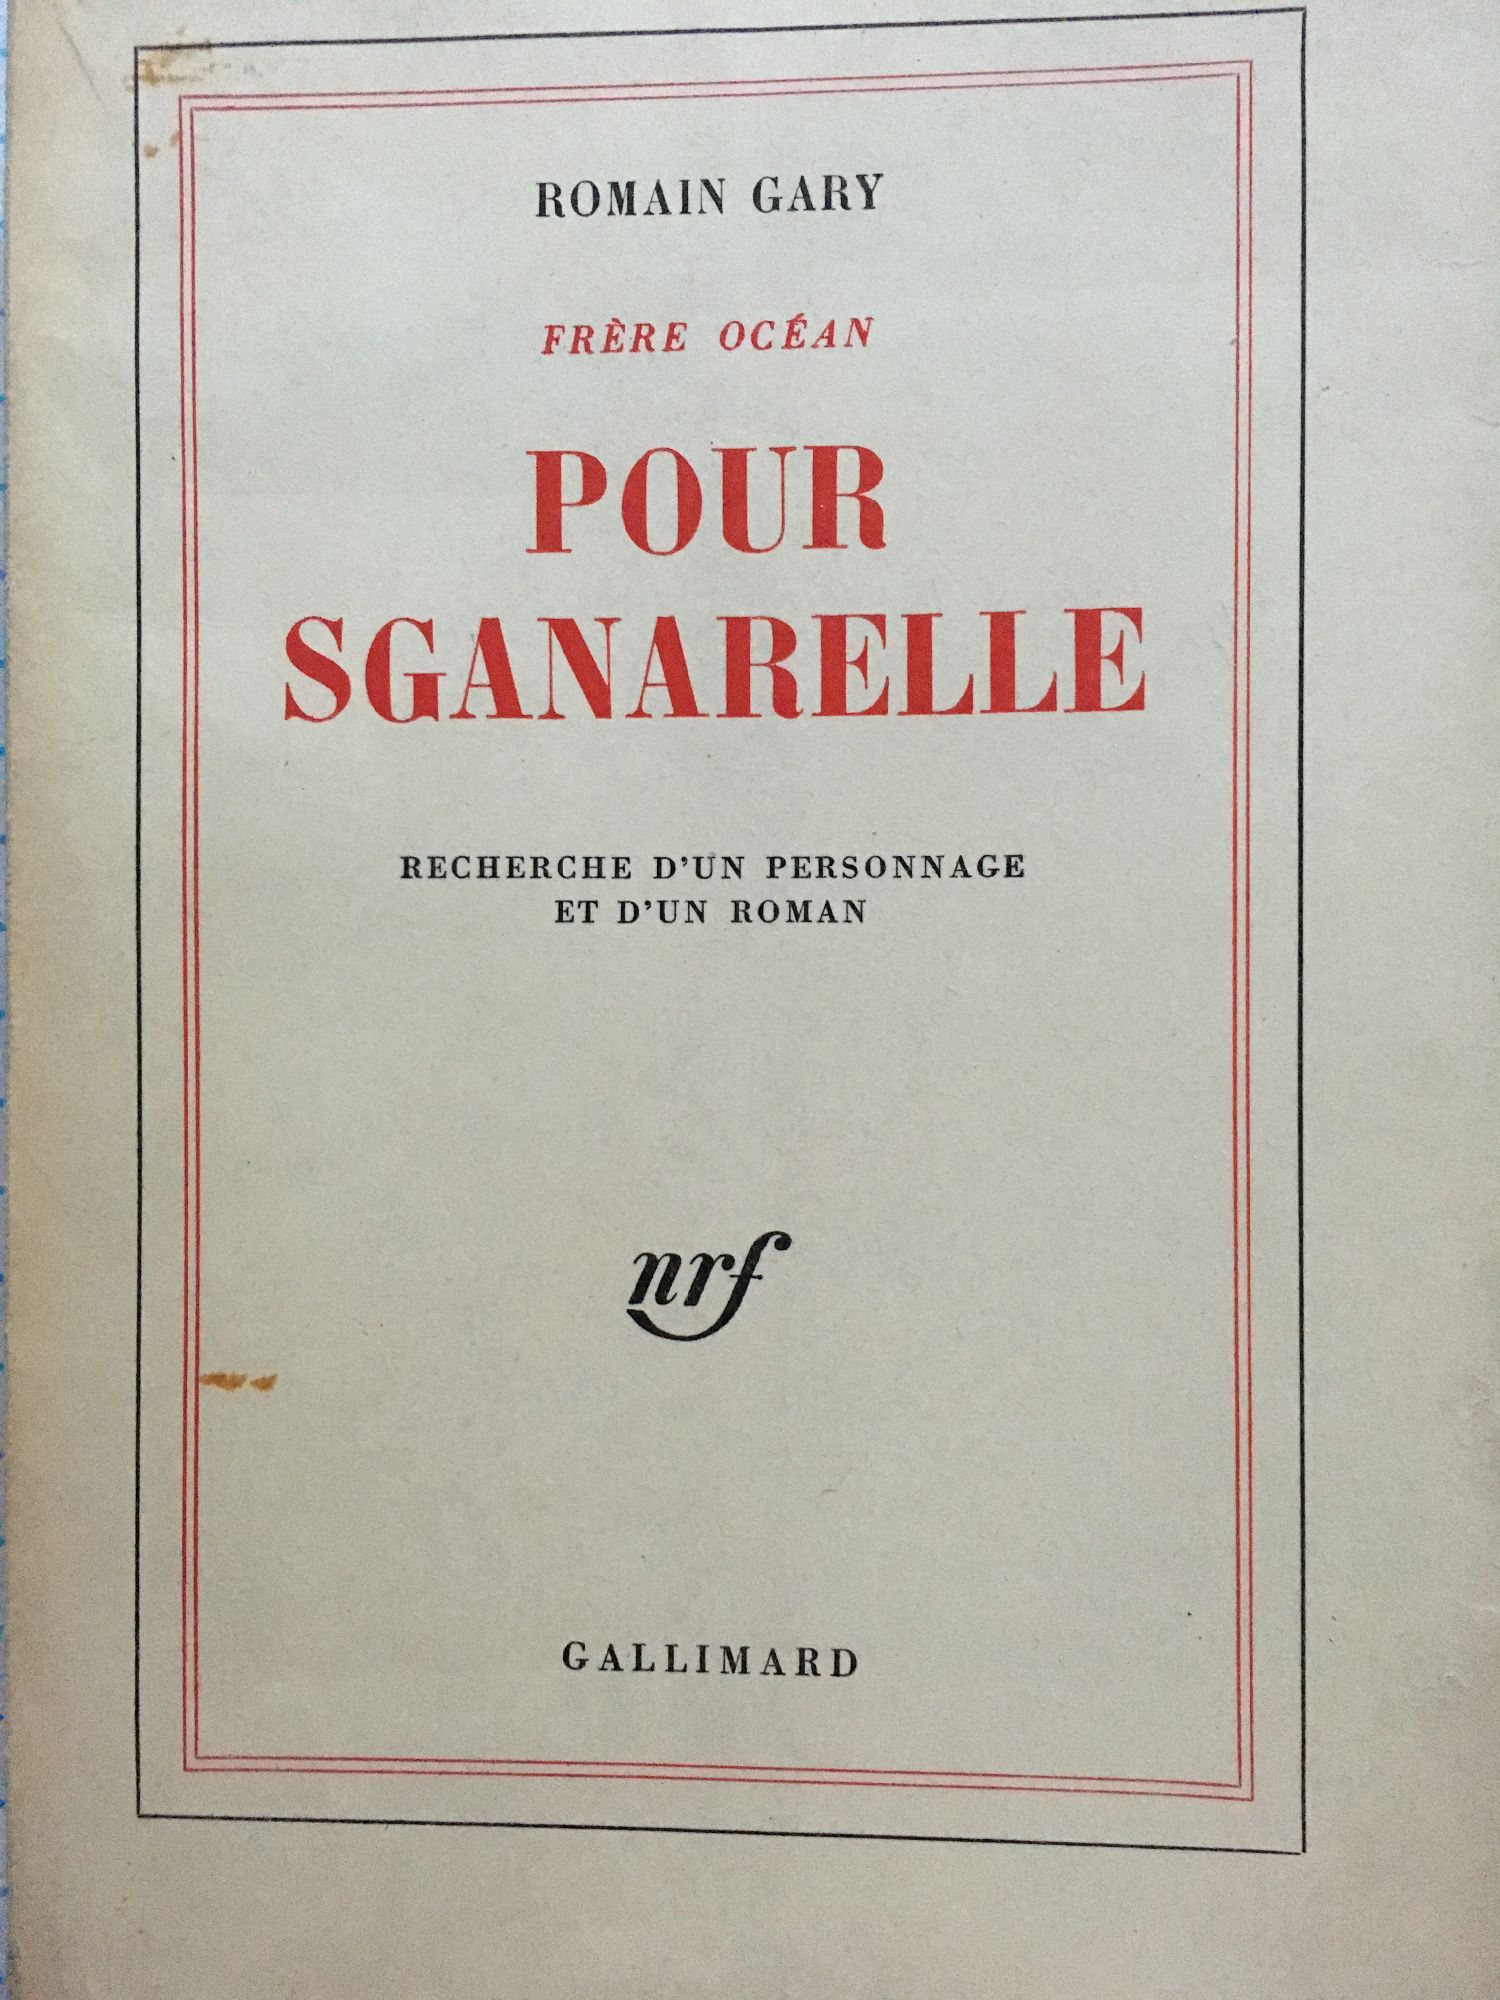 ROMAIN GARY
FRÈRE OCÉAN
POUR
SGANARELLE
RECHERCHE D'UN PERSONNAGE
ET D'UN ROMAN
nrf
GALLIMARD